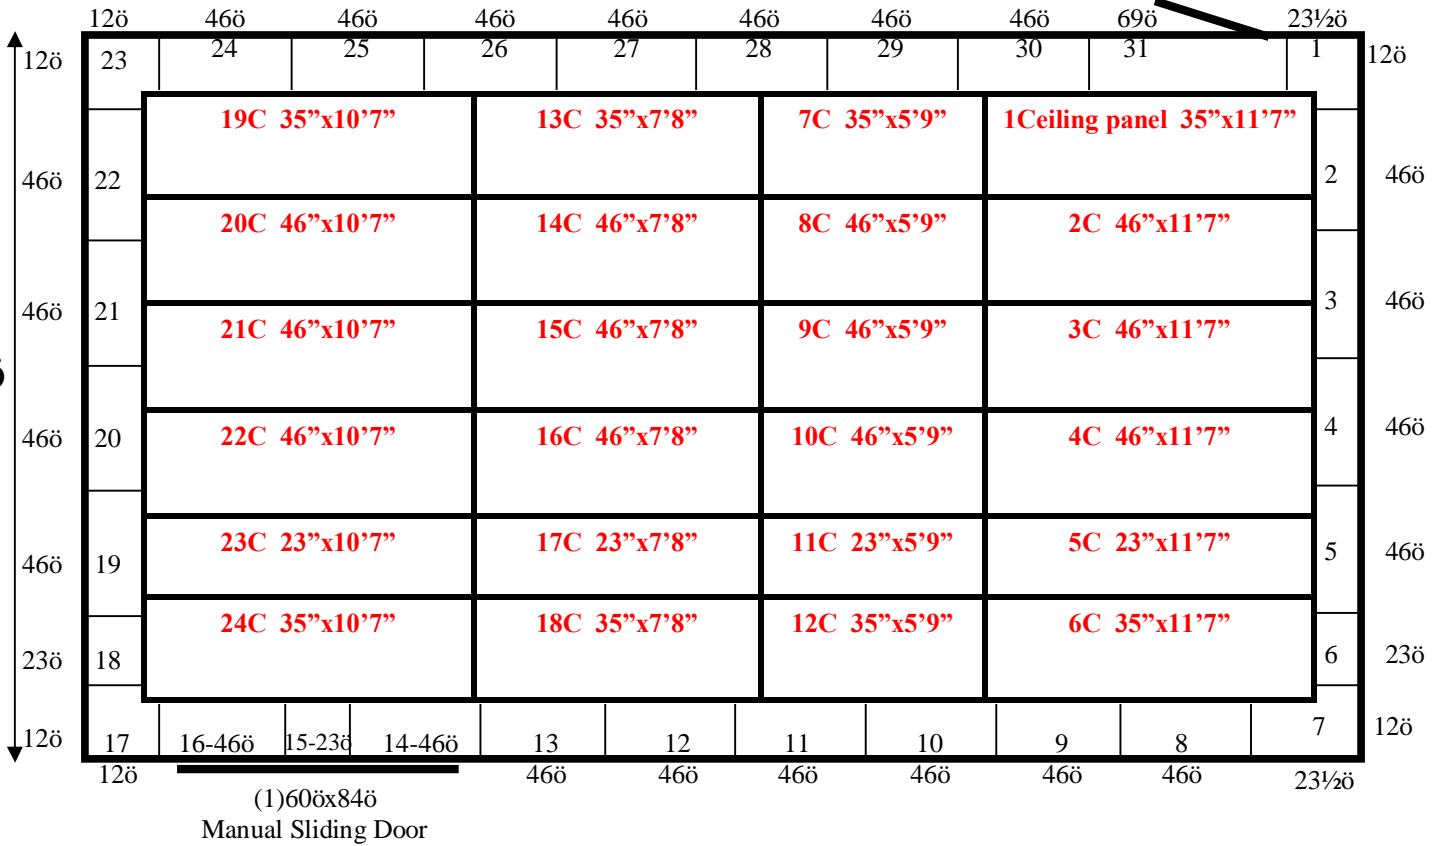 12ö 46ö 46ö 46ö 46ö 46ö 46ö 46ö 69ö 23½ö
12ö 23 24 25 26 27 28 29 30 31 1 12ö
19C 35”x10’7” 13C 35”x7’8” 7C 35”x5’9” 1Ceiling panel 35”x11’7”
46ö 22 2 46ö
20C 46”x10’7” 14C 46”x7’8” 8C 46”x5’9” 2C 46”x11’7”
46ö 21 3 46ö
21C 46”x10’7” 15C 46”x7’8” 9C 46”x5’9” 3C 46”x11’7”
46ö 20 22C 46”x10’7” 16C 46”x7’8” 10C 46”x5’9” 4C 46”x11’7” 4 46ö
23C 23”x10’7” 17C 23”x7’8” 11C 23”x5’9” 5C 23”x11’7”
46ö 19 5 46ö
24C 35”x10’7” 18C 35”x7’8” 12C 35”x5’9” 6C 35”x11’7”
23ö 18 6 23ö
12ö 17 16-46ö 15-23ö 14-46ö 13 12 11 10 9 8 7 12ö
12ö 46ö 46ö 46ö 46ö 46ö 46ö 23½ö
(1)60öx84ö
Manual Sliding Door